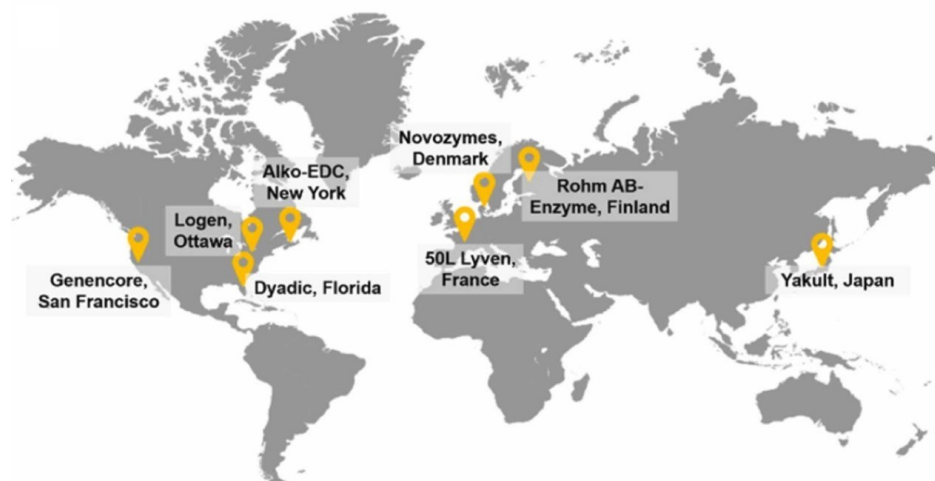 Novozymes,
Denmark
Alko-EDC,
New York
Rohm AB-
Enzyme, Finland
Logen,
Ottawa
50L Lyven,
France
Genencore,
San Francisco
Dyadic, Florida
Yakult, Japan